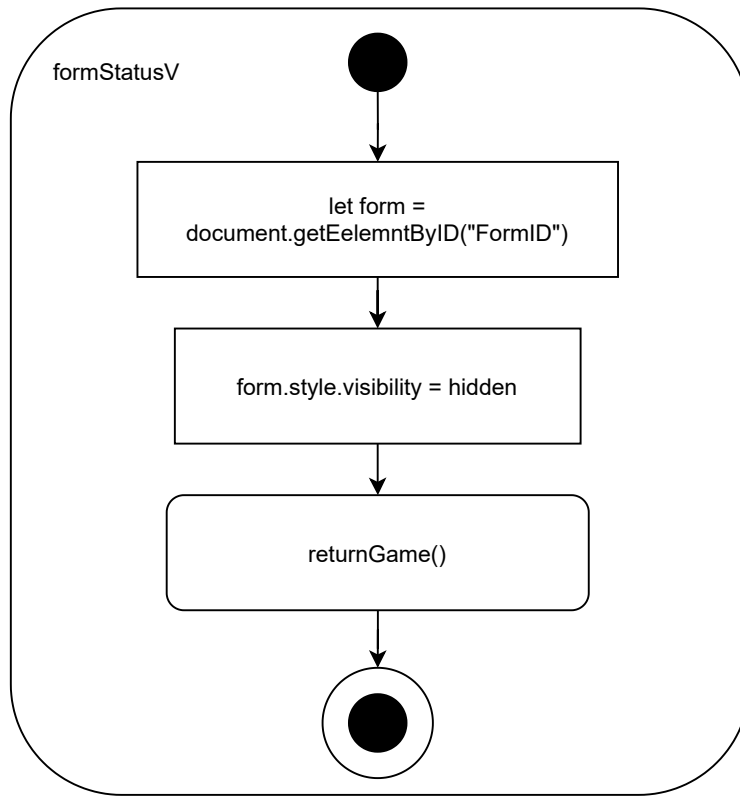 formStatusV
let form =
document.getEelemntByID("FormID")
form.style.visibility = hidden
returnGame()